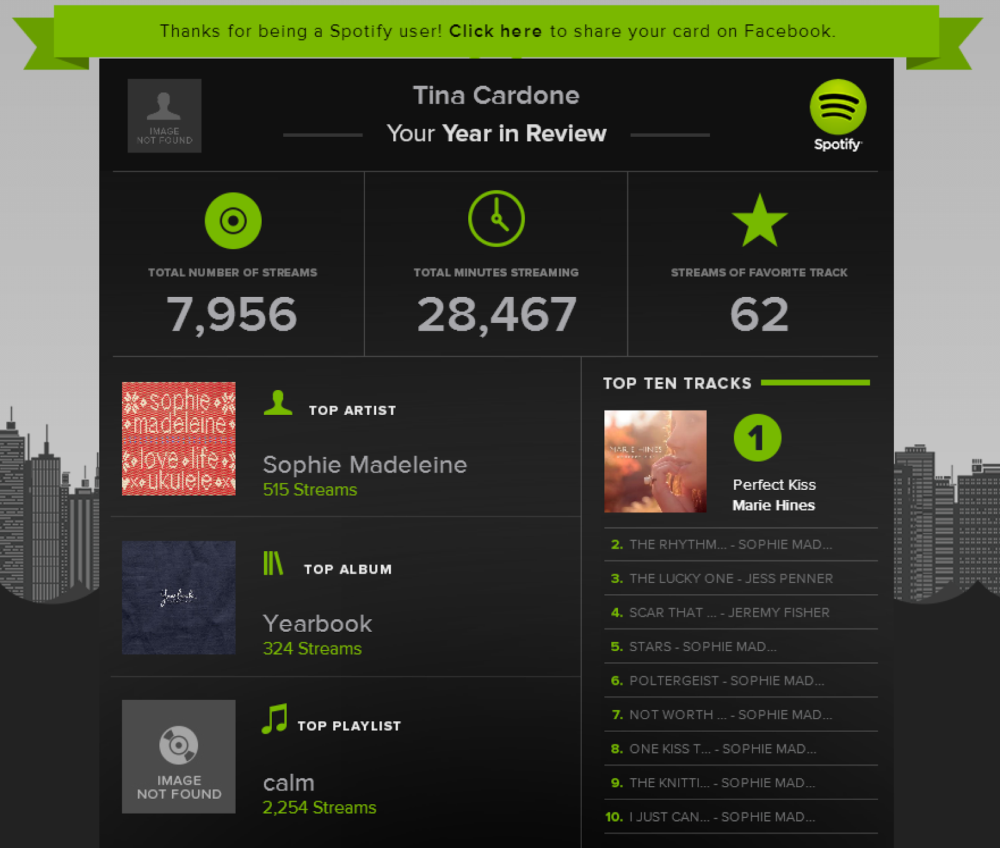 Thanks for being a Spotify user! Click here to share your card on Facebook.
IMAGE
NOT FOUND
Tina Cardone
Your Year in Review
Spotify
TOTAL NUMBER OF STREAMS
7,956
TOTAL MINUTES STREAMING
28,467
STREAMS OF FAVORITE TRACK
62
sophie
madeleine
love life
ukulele
TOP ARTIST
Sophie Madeleine
515 Streams
TOP ALBUM
Yearbook
324 Streams
IMAGE
NOT FOUND
TOP PLAYLIST
calm
2,254 Streams
TOP TEN TRACKS
MARIE HINES
1
Perfect Kiss
Marie Hines
2. THE RHYTHM... - SOPHIE MAD...
3. THE LUCKY ONE - JESS PENNER
4. SCAR THAT ... - JEREMY FISHER
5. STARS - SOPHIE MAD...
6. POLTERGEIST - SOPHIE MAD...
7. NOT WORTH ... - SOPHIE MAD...
8. ONE KISS T... - SOPHIE MAD...
9. THE KNITTI... - SOPHIE MAD...
10. I JUST CAN... - SOPHIE MAD...